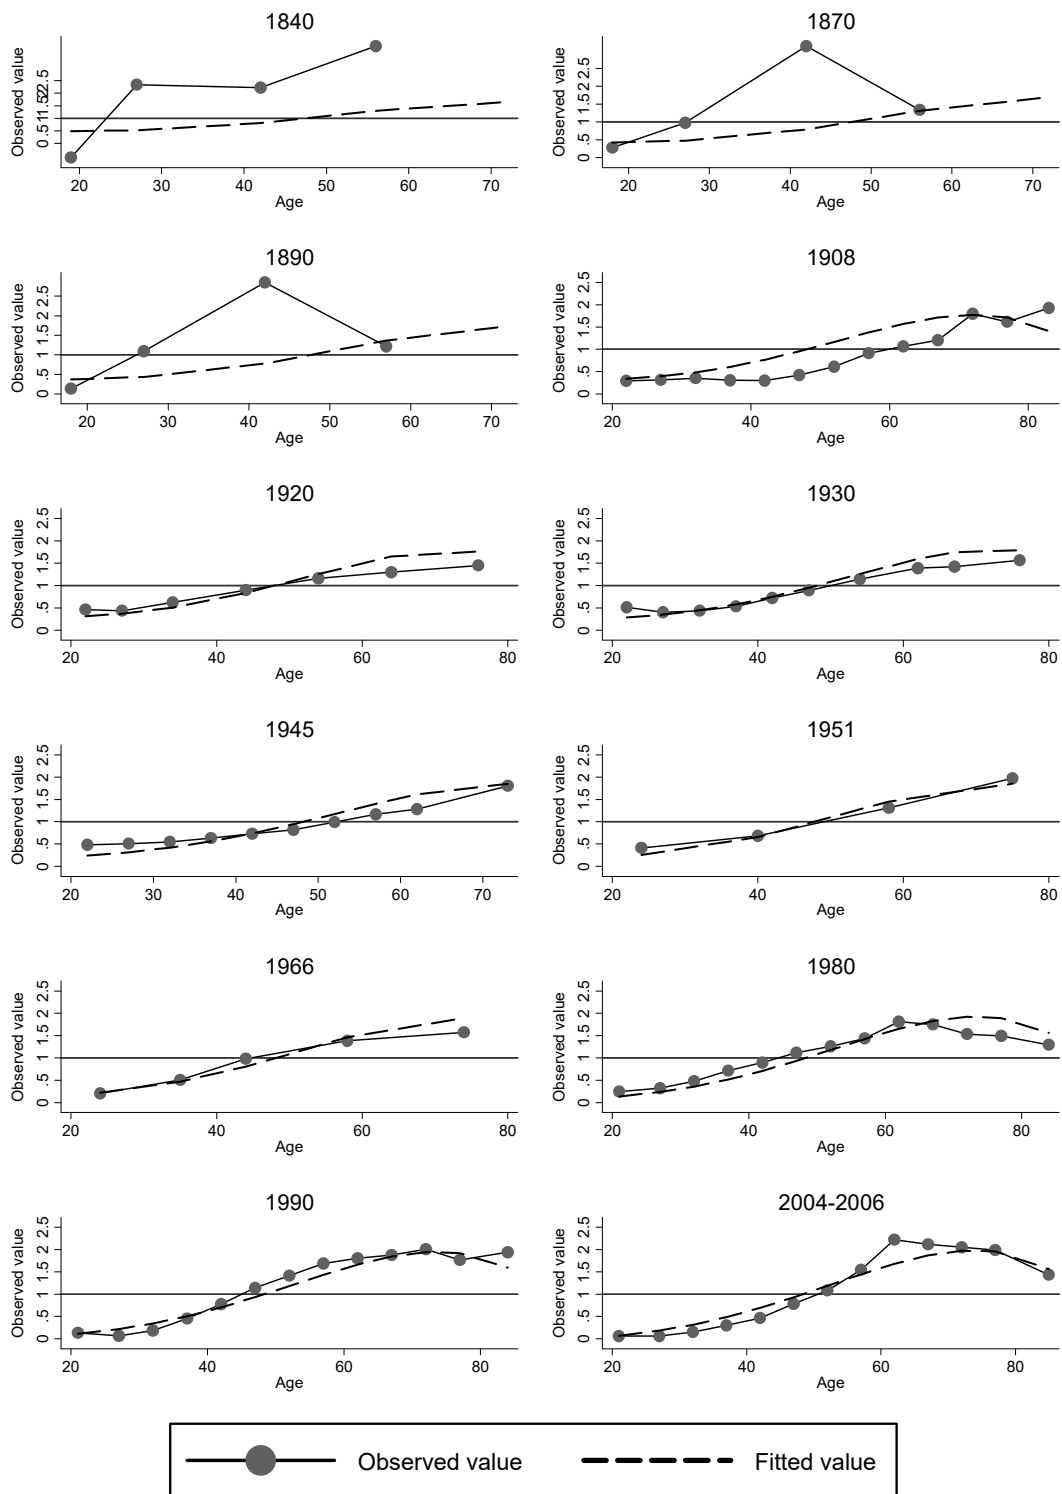 1840
Observed value
0 .5 1 1.5 2 2.5
20 30 40 50 60 70
Age
1870
Observed value
0 .5 1 1.5 2 2.5
20 30 40 50 60 70
Age
1890
Observed value
0 .5 1 1.5 2 2.5
20 30 40 50 60 70
Age
1908
Observed value
0 .5 1 1.5 2 2.5
20 40 60 80
Age
1920
Observed value
0 .5 1 1.5 2 2.5
20 40 60 80
Age
1930
Observed value
0 .5 1 1.5 2 2.5
20 40 60 80
Age
1945
Observed value
0 .5 1 1.5 2 2.5
20 30 40 50 60 70
Age
1951
Observed value
0 .5 1 1.5 2 2.5
20 40 60 80
Age
1966
Observed value
0 .5 1 1.5 2 2.5
20 40 60 80
Age
1980
Observed value
0 .5 1 1.5 2 2.5
20 40 60 80
Age
1990
Observed value
0 .5 1 1.5 2 2.5
20 40 60 80
Age
2004-2006
Observed value
0 .5 1 1.5 2 2.5
20 40 60 80
Age
Observed value Fitted value